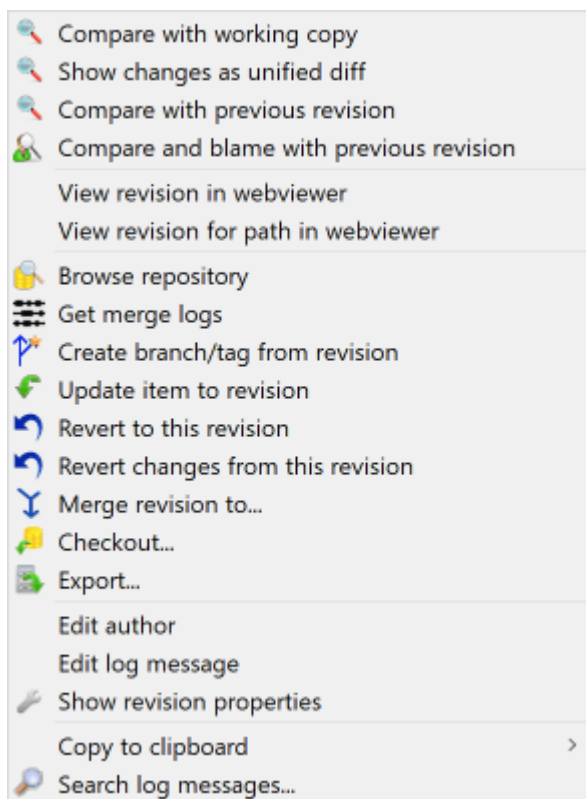 Compare with working copy
Show changes as unified diff
Compare with previous revision
Compare and blame with previous revision
View revision in webviewer
View revision for path in webviewer
Browse repository
Get merge logs
Create branch/tag from revision
Update item to revision
Revert to this revision
Revert changes from this revision
Merge revision to...
Checkout...
Export...
Edit author
Edit log message
Show revision properties
Copy to clipboard
Search log messages...